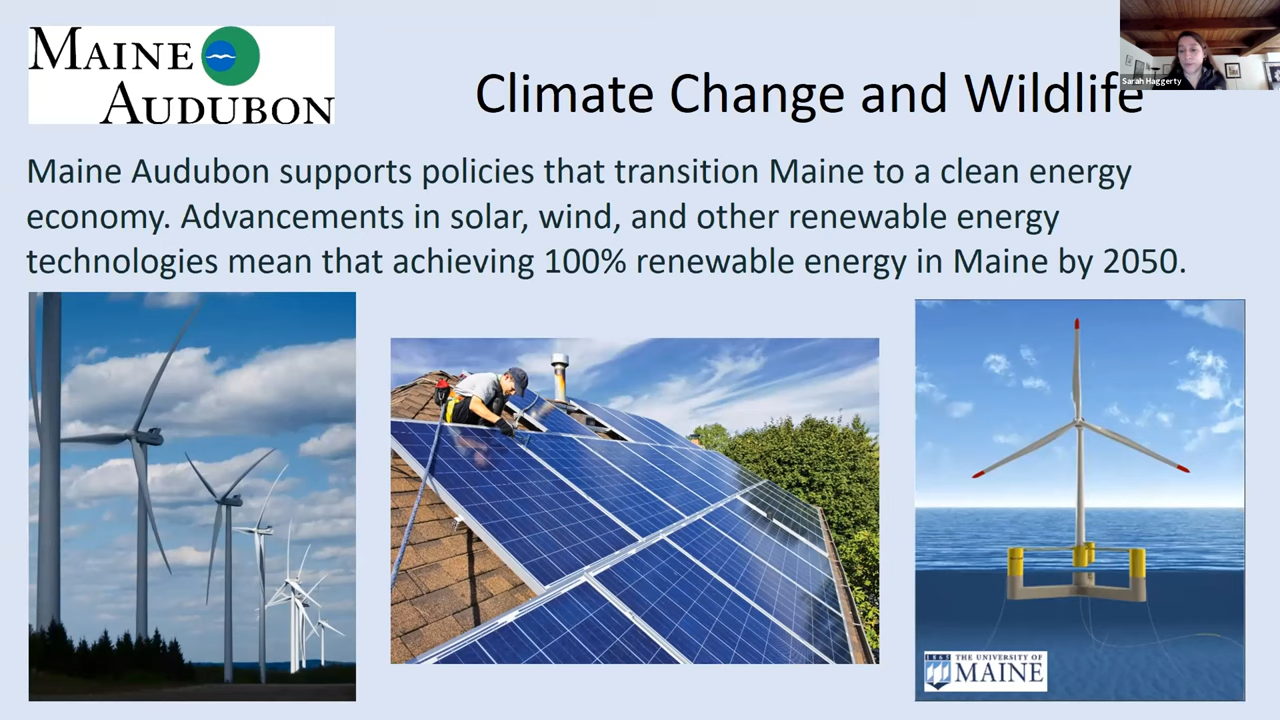 MAINE
AUDUBON
Climate Change and Wildlife
Sarah Haggerty
Maine Audubon supports policies that transition Maine to a clean energy
economy. Advancements in solar, wind, and other renewable energy
technologies mean that achieving 100% renewable energy in Maine by 2050.
1865
THE UNIVERSITY OF
MAINE